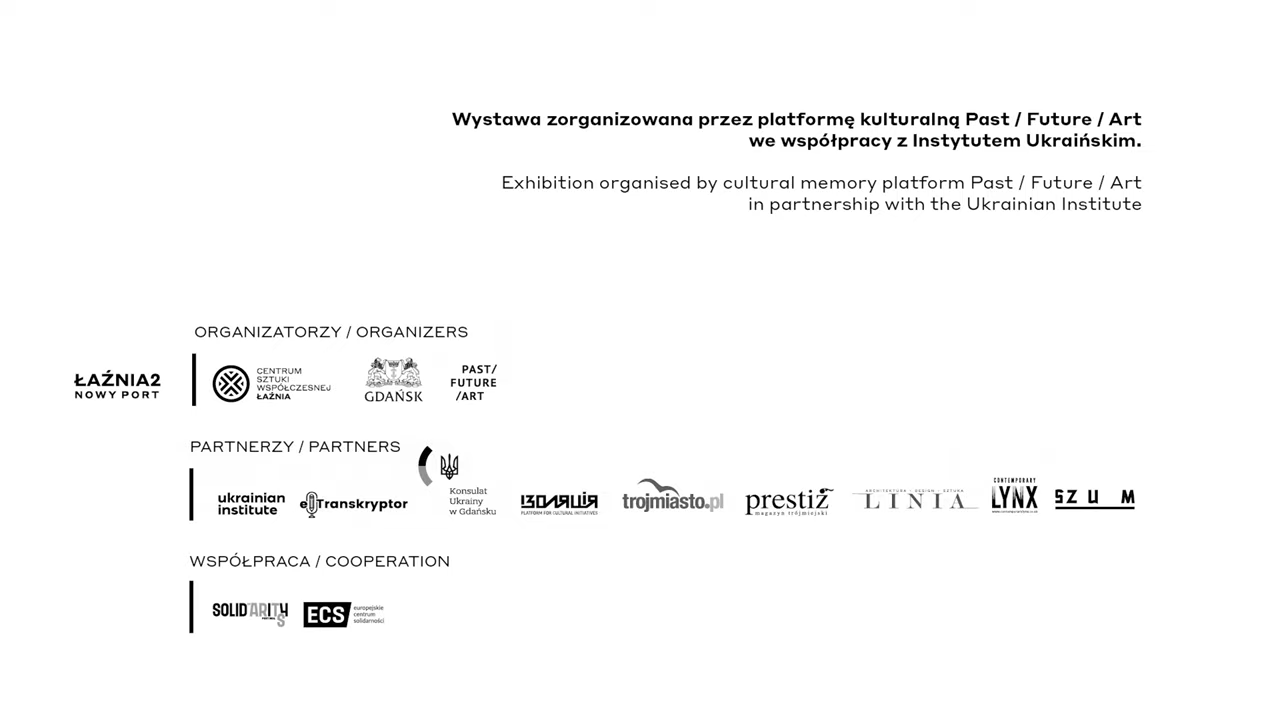 Wystawa zorganizowana przez platformę kulturalną Past / Future / Art
we współpracy z Instytutem Ukraińskim.
Exhibition organised by cultural memory platform Past / Future / Art
in partnership with the Ukrainian Institute
ORGANIZATORZY / ORGANIZERS
ŁAŹNIA2
NOWY PORT
CENTRUM
SZTUKI
WSPÓŁCZESNEJ
ŁAŹNIA
GDAŃSK
PAST/
FUTURE
/ART
PARTNERZY / PARTNERS
ukrainian
institute
eTranskryptor
Konsulat
Ukrainy
w Gdańsku
ІЗОЛЯЦІЯ
PLATFORM FOR CULTURAL INITIATIVES
trojmiasto.pl
prestiż
magazyn trójmiejski
ARCHITEKTURA · DESIGN · SZTUKA
LINIA
CONTEMPORARY
LYNX
SZUM
WSPÓŁPRACA / COOPERATION
SOLIDARITY
S
ECS
europejskie
centrum
solidarności